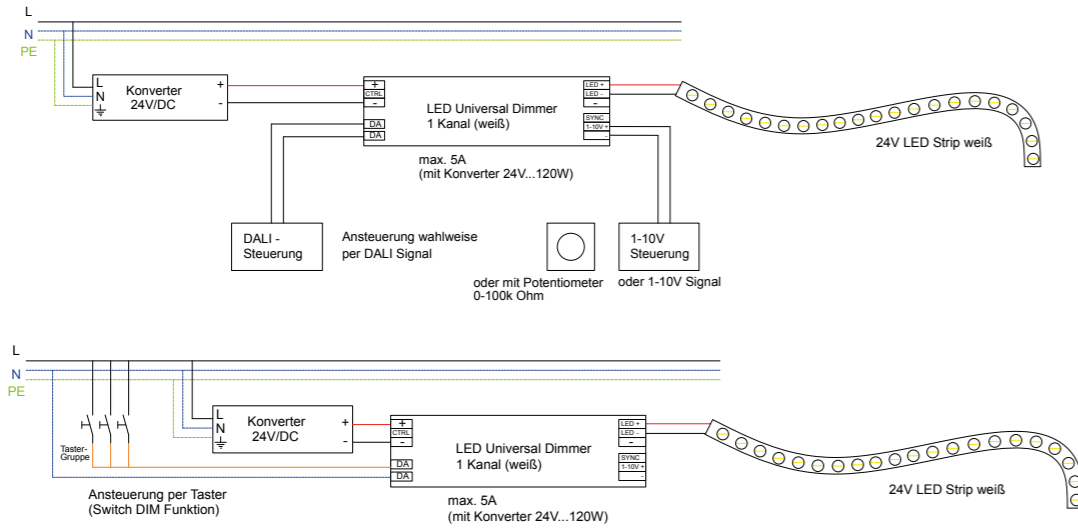 L
N
PE
L
N
Konverter
24V/DC
+
-
+
CTRL
-
DA
DA
LED Universal Dimmer
1 Kanal (weiß)
LED +
LED -
-
SYNC
1-10V +
-
max. 5A
(mit Konverter 24V...120W)
24V LED Strip weiß
DALI -
Steuerung
Ansteuerung wahlweise
per DALI Signal
oder mit Potentiometer
0-100k Ohm
1-10V
Steuerung
oder 1-10V Signal
L
N
PE
L
N
Konverter
24V/DC
+
-
+
CTRL
-
DA
DA
LED Universal Dimmer
1 Kanal (weiß)
LED +
LED -
-
SYNC
1-10V +
-
Taster-
Gruppe
Ansteuerung per Taster
(Switch DIM Funktion)
max. 5A
(mit Konverter 24V...120W)
24V LED Strip weiß